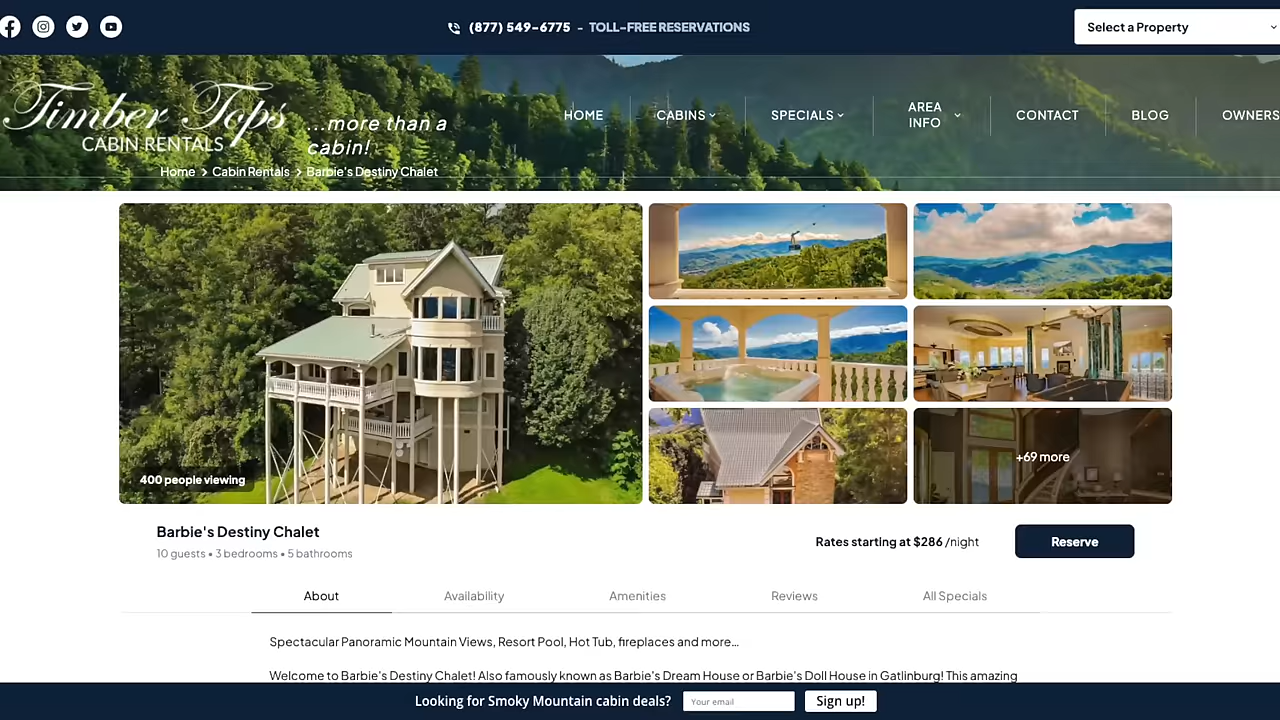 (877) 549-6775 - TOLL-FREE RESERVATIONS
Select a Property
Timber Tops
CABIN RENTALS
...more than a
cabin!
HOME
CABINS
SPECIALS
AREA
INFO
CONTACT
BLOG
OWNERS
Home > Cabin Rentals > Barbie's Destiny Chalet
400 people viewing
+69 more
Barbie's Destiny Chalet
10 guests • 3 bedrooms • 5 bathrooms
Rates starting at $286 /night
Reserve
About
Availability
Amenities
Reviews
All Specials
Spectacular Panoramic Mountain Views, Resort Pool, Hot Tub, fireplaces and more...
Welcome to Barbie's Destiny Chalet! Also famously known as Barbie's Dream House or Barbie's Doll House in Gatlinburg! This amazing
Looking for Smoky Mountain cabin deals?
Your email
Sign up!